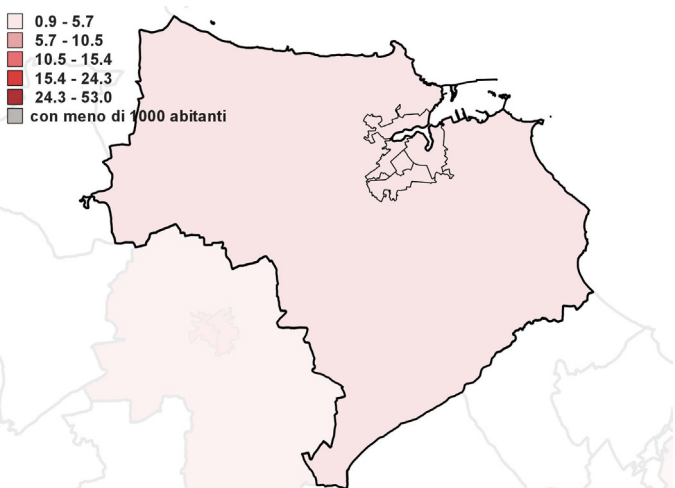 0.9 - 5.7
5.7 - 10.5
10.5 - 15.4
15.4 - 24.3
24.3 - 53.0
con meno di 1000 abitanti